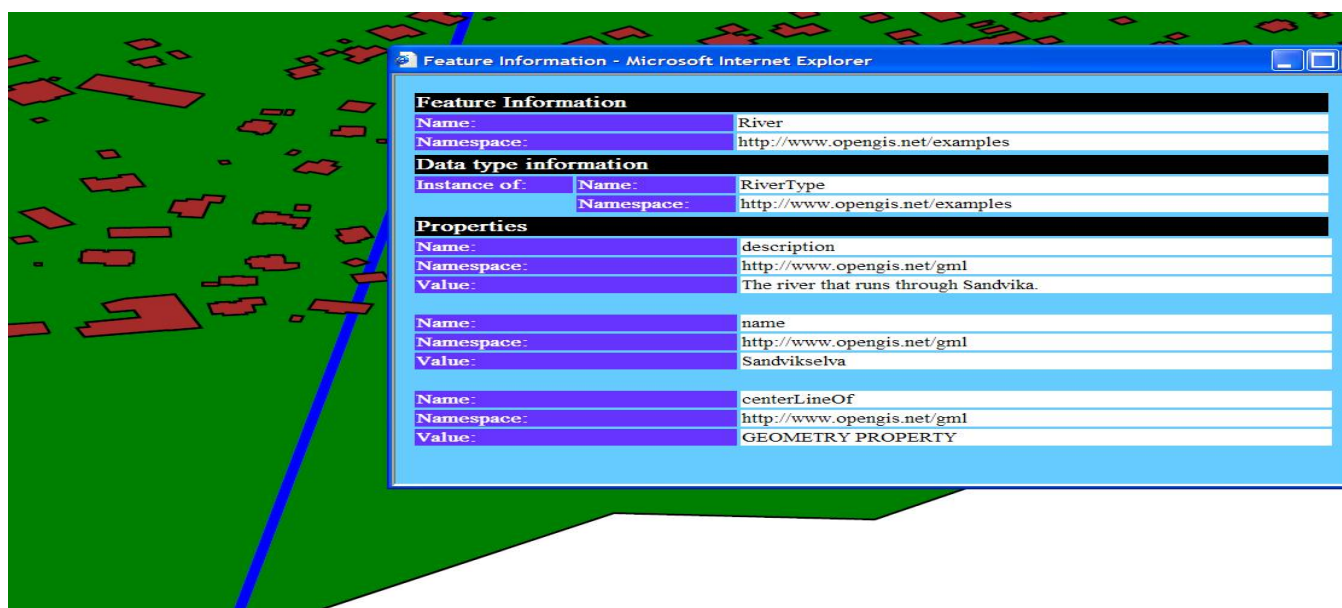 Feature Information - Microsoft Internet Explorer
Feature Information
Name: River
Namespace: http://www.opengis.net/examples
Data type information
Instance of: Name: RiverType
Namespace: http://www.opengis.net/examples
Properties
Name: description
Namespace: http://www.opengis.net/gml
Value: The river that runs through Sandvika.
Name: name
Namespace: http://www.opengis.net/gml
Value: Sandvikselva
Name: centerLineOf
Namespace: http://www.opengis.net/gml
Value: GEOMETRY PROPERTY